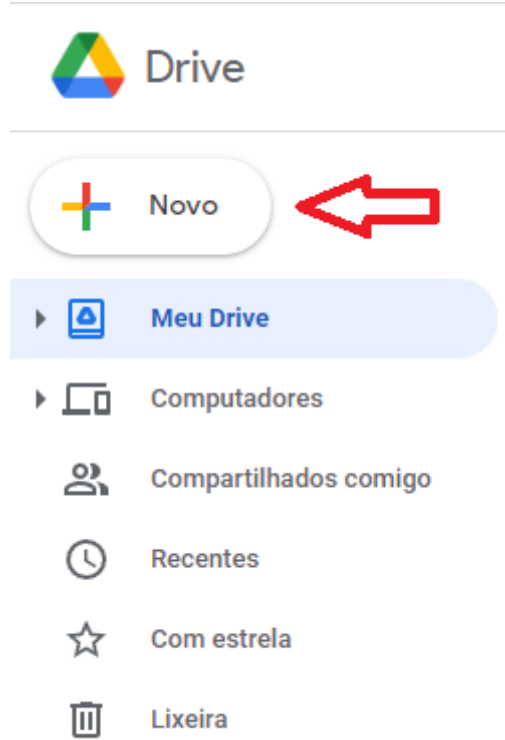 Drive
Novo
Meu Drive
Computadores
Compartilhados comigo
Recentes
Com estrela
Lixeira